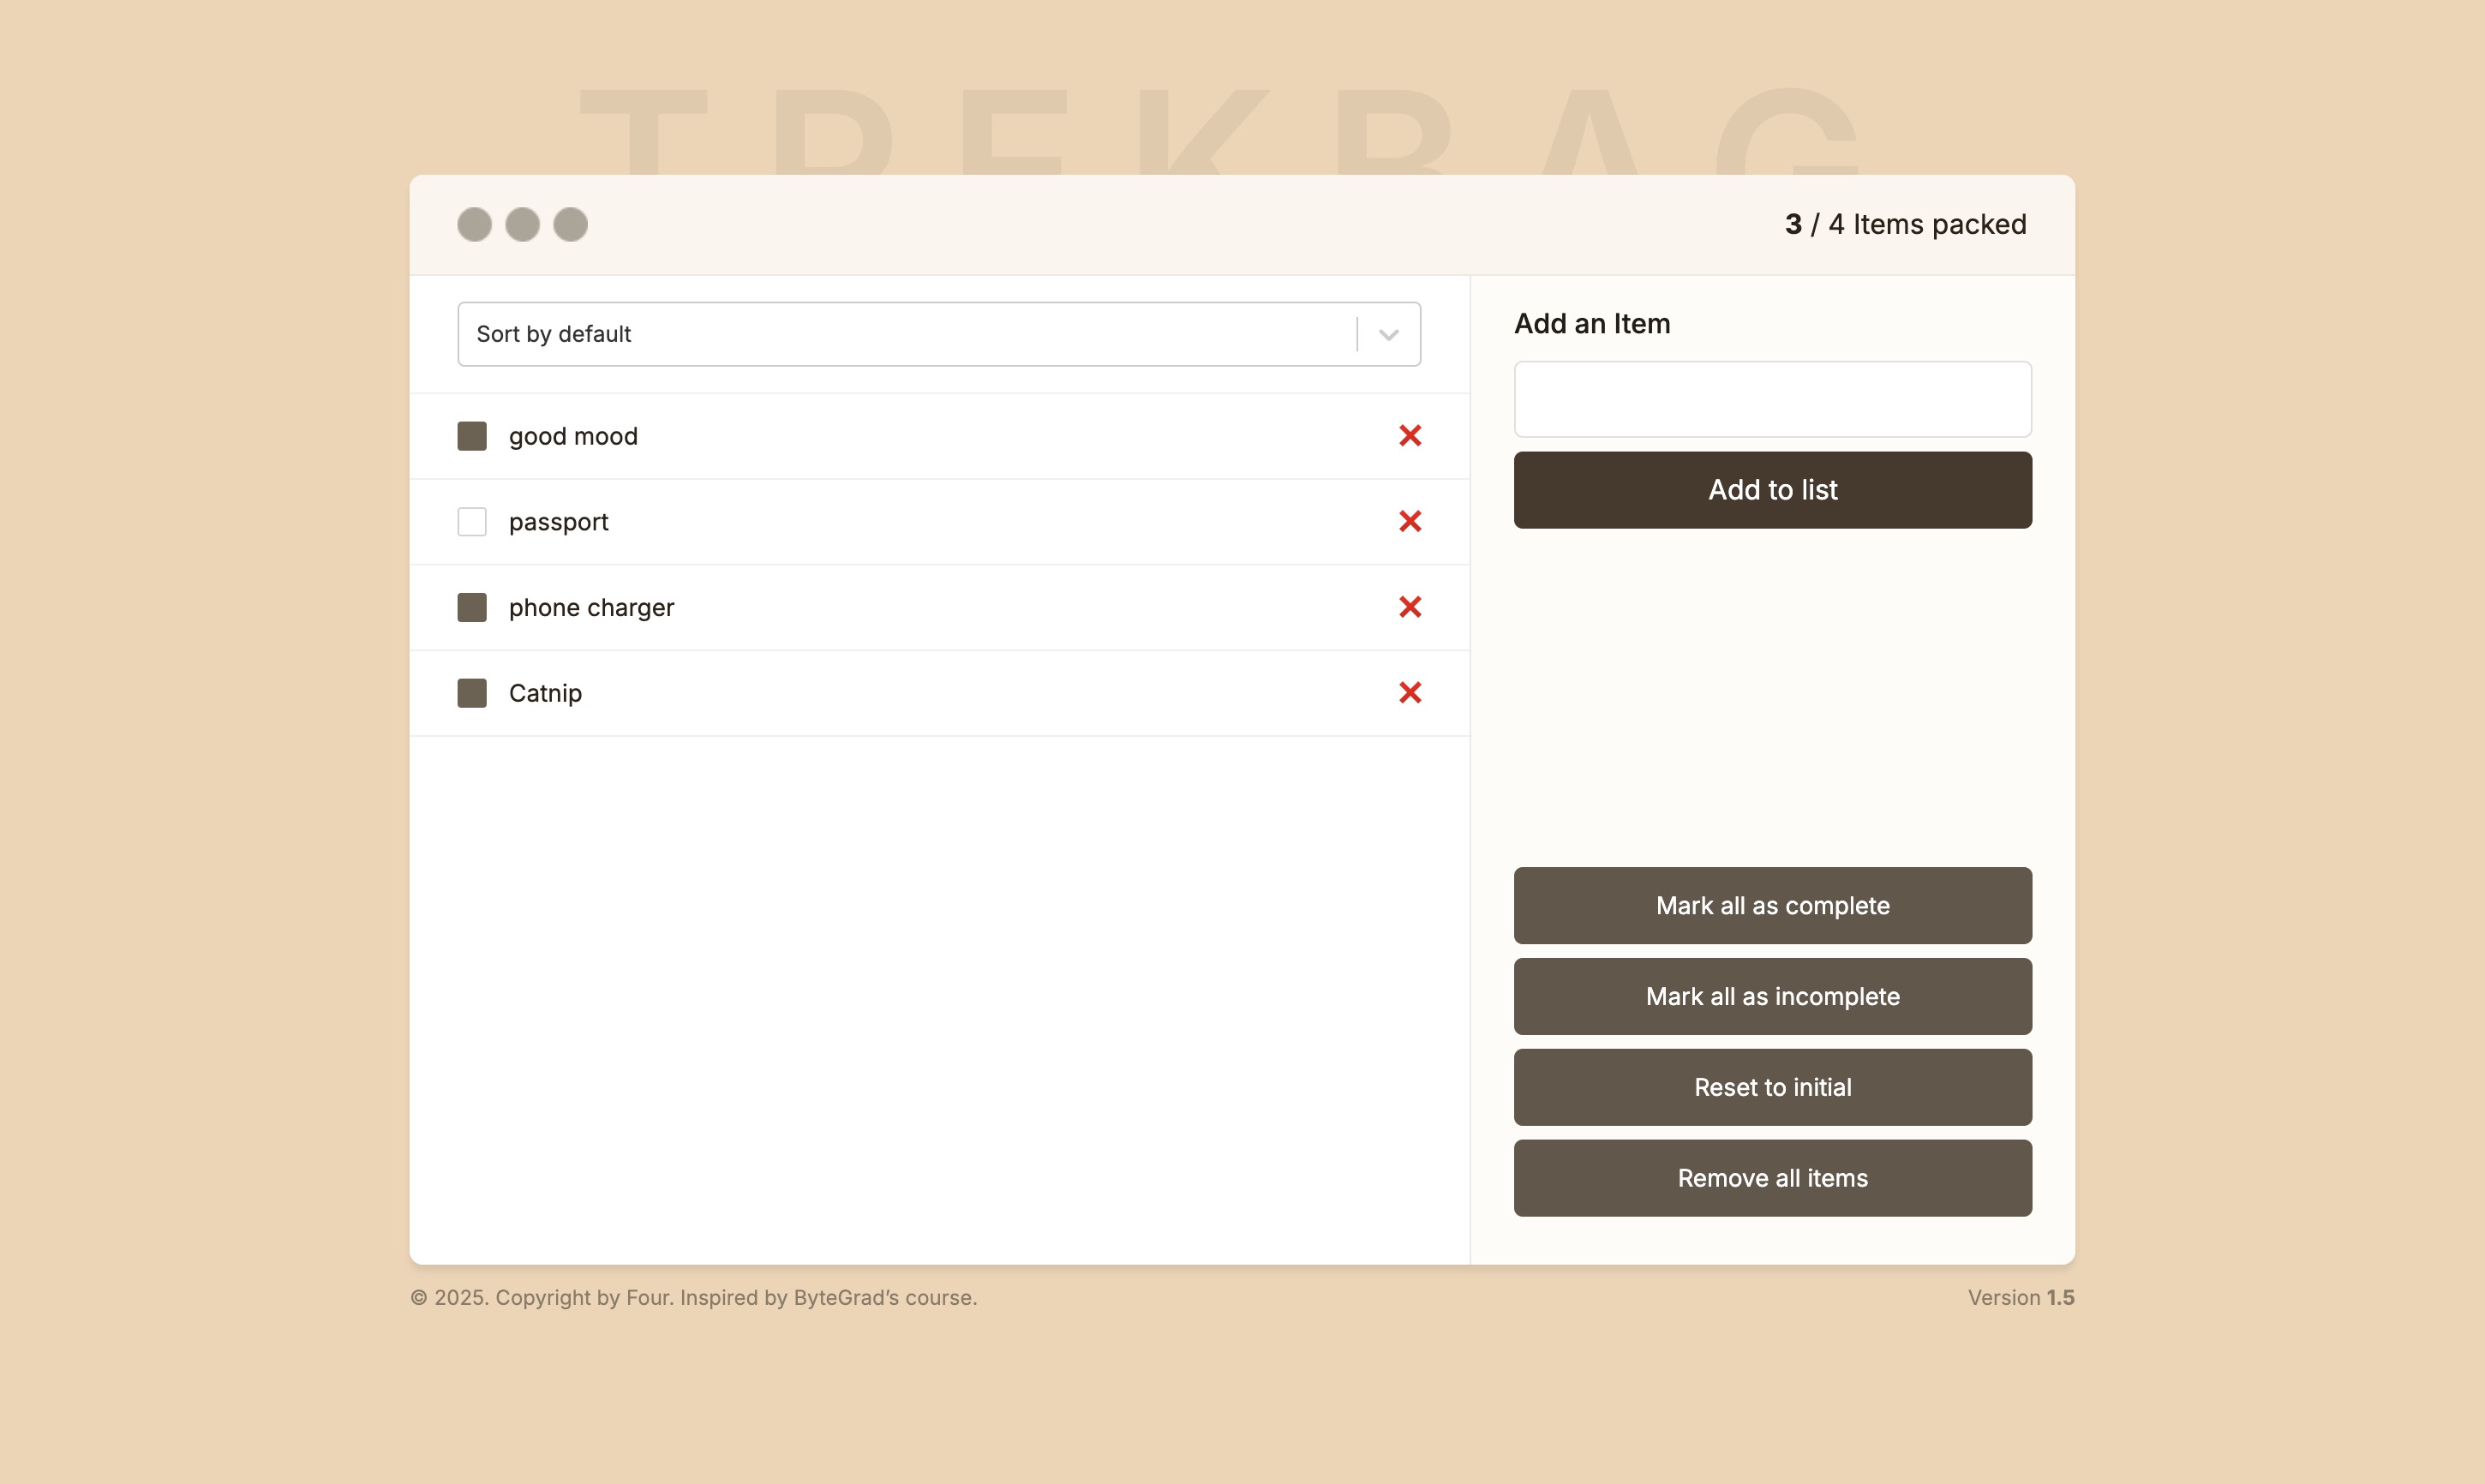 TREKBAG
3 / 4 Items packed
Sort by default
good mood
passport
phone charger
Catnip
Add an Item
Add to list
Mark all as complete
Mark all as incomplete
Reset to initial
Remove all items
© 2025. Copyright by Four. Inspired by ByteGrad’s course.
Version 1.5